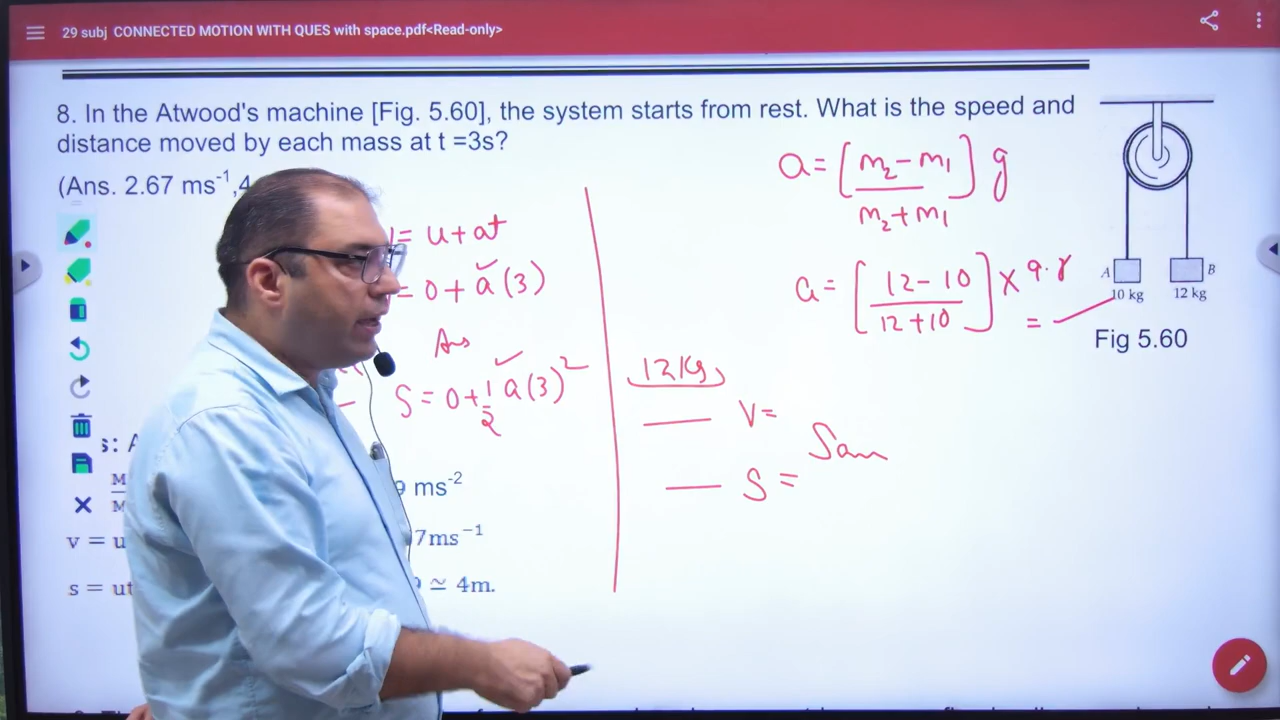 29 subj CONNECTED MOTION WITH QUES with space.pdf<Read-only>
8. In the Atwood's machine [Fig. 5.60], the system starts from rest. What is the speed and
distance moved by each mass at t =3s?
(Ans. 2.67 ms⁻¹,4
= u+at
= 0+a(3)
Ans
S = 0+1/2 a(3)²
9 ms⁻²
v = u
7ms⁻¹
s = ut
≃ 4m.
a = [m₂-m₁/m₂+m₁] g
a = [12-10/12+10] × 9.8
=
12 Kg
V=
Sam
S =
A
B
10 kg
12 kg
Fig 5.60